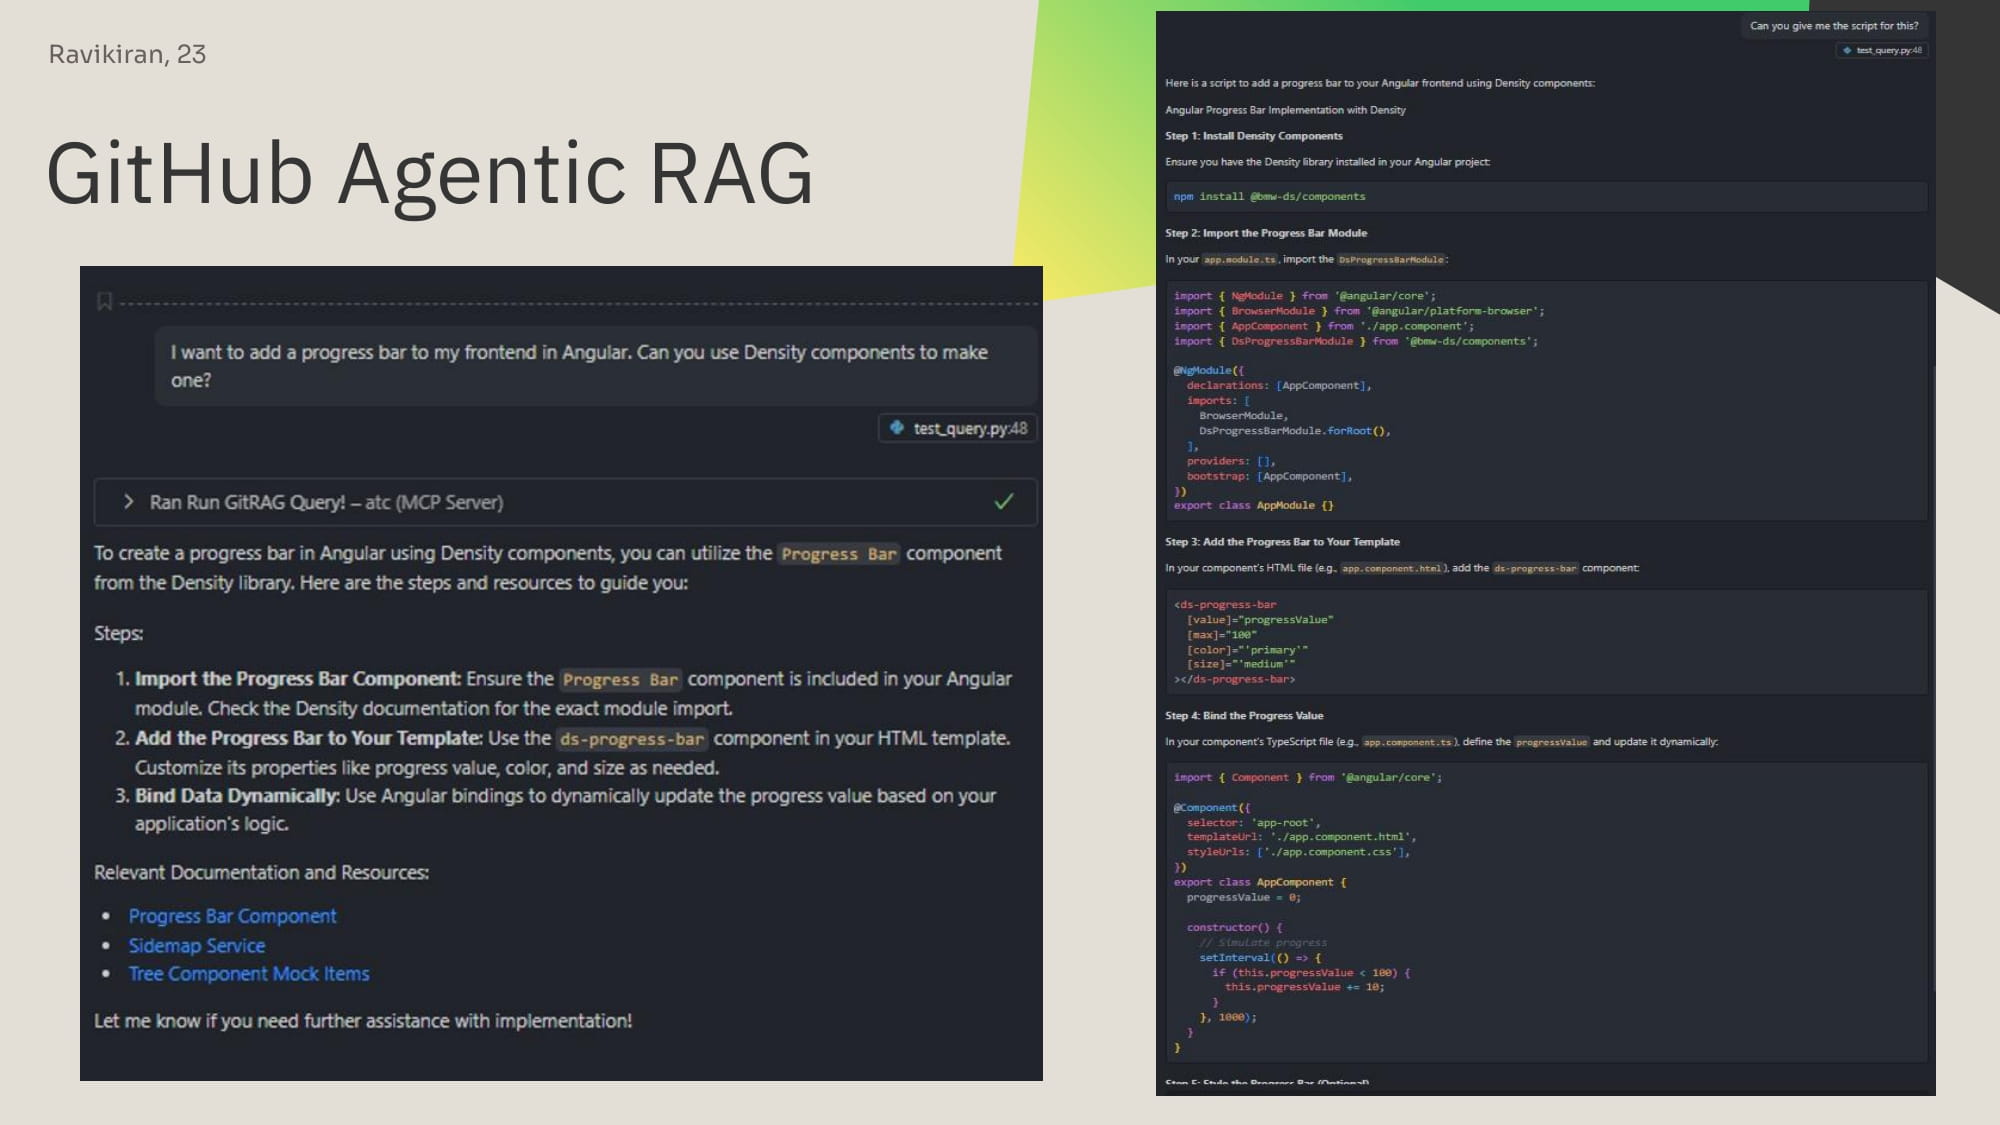 Ravikiran, 23
GitHub Agentic RAG
I want to add a progress bar to my frontend in Angular. Can you use Density components to make
one?
test_query.py:48
Ran Run GitRAG Query! – atc (MCP Server)
To create a progress bar in Angular using Density components, you can utilize the Progress Bar component
from the Density library. Here are the steps and resources to guide you:
Steps:
1. Import the Progress Bar Component: Ensure the Progress Bar component is included in your Angular
module. Check the Density documentation for the exact module import.
2. Add the Progress Bar to Your Template: Use the ds-progress-bar component in your HTML template.
Customize its properties like progress value, color, and size as needed.
3. Bind Data Dynamically: Use Angular bindings to dynamically update the progress value based on your
application's logic.
Relevant Documentation and Resources:
• Progress Bar Component
• Sidemap Service
• Tree Component Mock Items
Let me know if you need further assistance with implementation!
Can you give me the script for this?
test_query.py:48
Here is a script to add a progress bar to your Angular frontend using Density components:
Angular Progress Bar Implementation with Density
Step 1: Install Density Components
Ensure you have the Density library installed in your Angular project:
npm install @bmw-ds/components
Step 2: Import the Progress Bar Module
In your app.module.ts, import the DsProgressBarModule:
import { NgModule } from '@angular/core';
import { BrowserModule } from '@angular/platform-browser';
import { AppComponent } from './app.component';
import { DsProgressBarModule } from '@bmw-ds/components';
@NgModule({
declarations: [AppComponent],
imports: [
BrowserModule,
DsProgressBarModule.forRoot(),
],
providers: [],
bootstrap: [AppComponent],
})
export class AppModule {}
Step 3: Add the Progress Bar to Your Template
In your component's HTML file (e.g., app.component.html), add the ds-progress-bar component:
<ds-progress-bar
[value]="progressValue"
[max]="100"
[color]="'primary'"
[size]="'medium'"
></ds-progress-bar>
Step 4: Bind the Progress Value
In your component's TypeScript file (e.g., app.component.ts), define the progressValue and update it dynamically:
import { Component } from '@angular/core';
@Component({
selector: 'app-root',
templateUrl: './app.component.html',
styleUrls: ['./app.component.css'],
})
export class AppComponent {
progressValue = 0;
constructor() {
// Simulate progress
setInterval(() => {
if (this.progressValue < 100) {
this.progressValue += 10;
}
}, 1000);
}
}
Step 5: Style the Progress Bar (Optional)